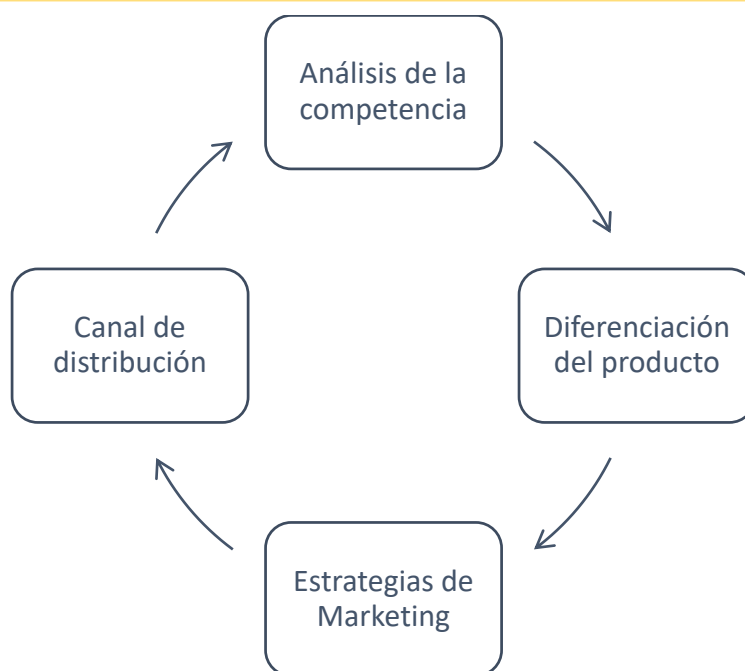 Análisis de la
competencia
Diferenciación
del producto
Estrategias de
Marketing
Canal de
distribución